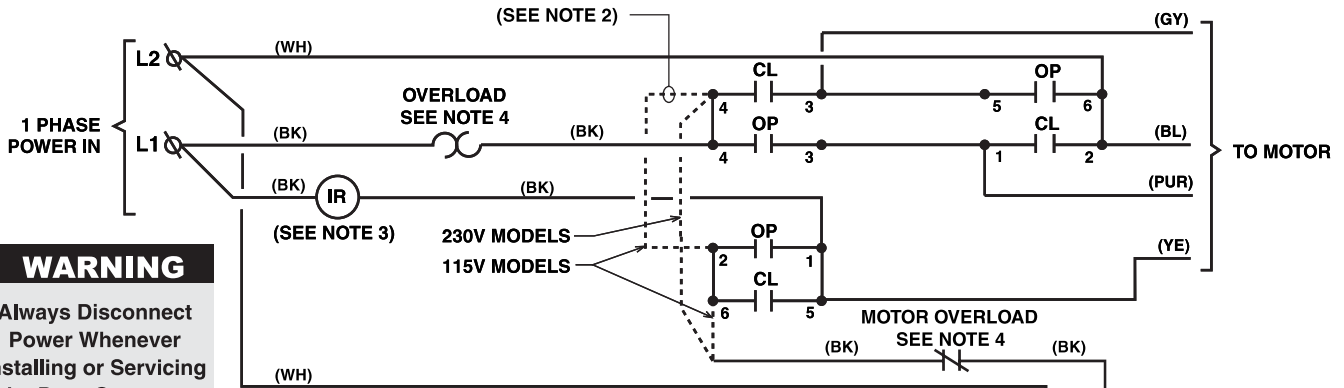 (SEE NOTE 2)
(GY)
L2
(WH)
CL
OP
OVERLOAD
SEE NOTE 4
4
3
5
6
1 PHASE
POWER IN
L1
(BK)
(BK)
OP
CL
(BL)
4
3
1
2
TO MOTOR
(BK)
IR
(BK)
(PUR)
(SEE NOTE 3)
230V MODELS
115V MODELS
OP
2
1
(YE)
CL
6
5
WARNING
Always Disconnect
Power Whenever
MOTOR OVERLOAD
SEE NOTE 4
(BK)
(BK)
nstalling or Servicing
(WH)